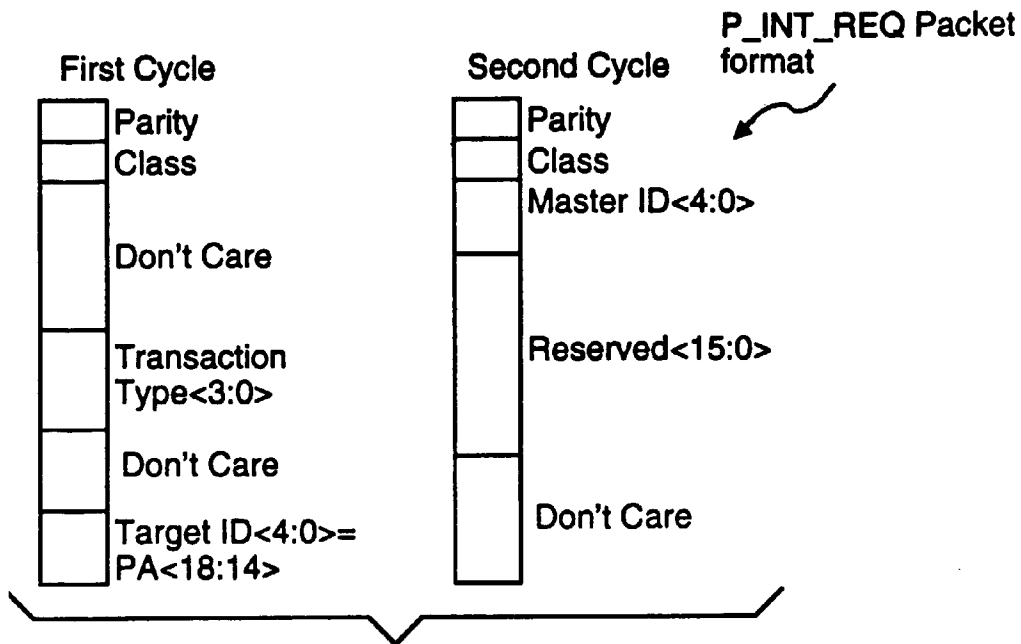 P_INT_REQ Packet
format
First Cycle
Parity
Class
Don't Care
Transaction
Type<3:0>
Don't Care
Target ID<4:0>=
PA<18:14>
Second Cycle
Parity
Class
Master ID<4:0>
Reserved<15:0>
Don't Care